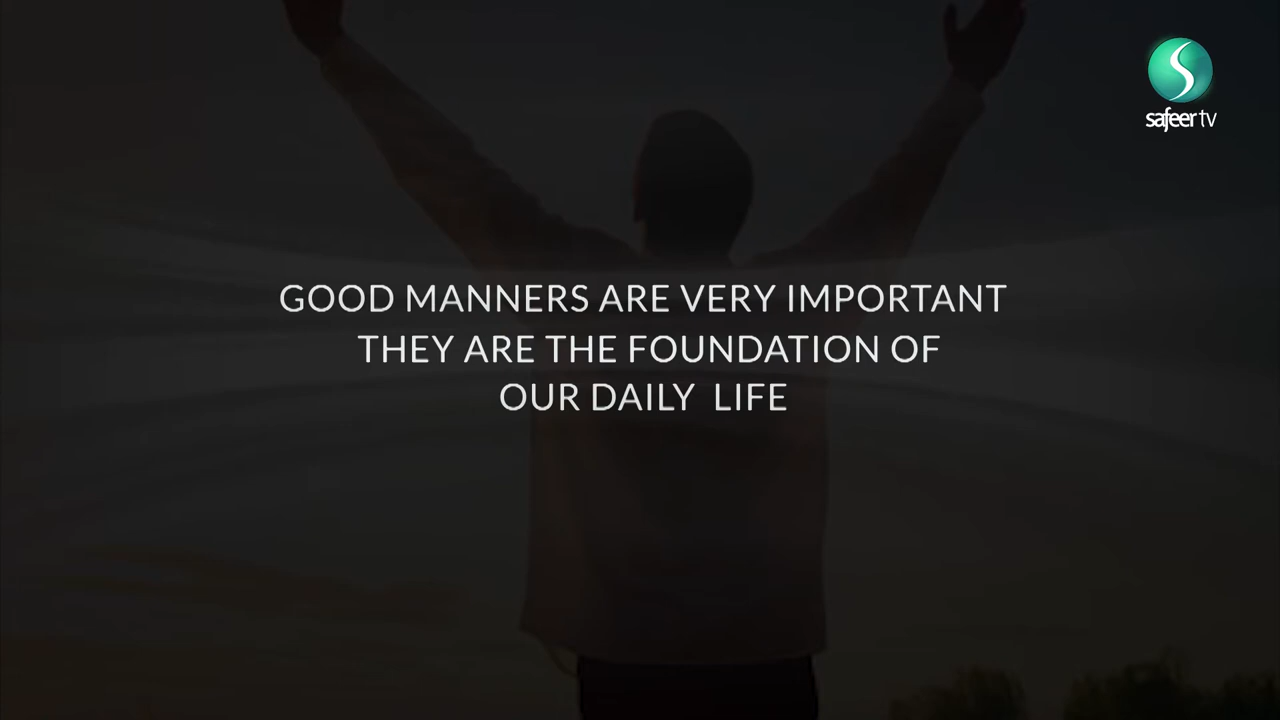 safeer tv
GOOD MANNERS ARE VERY IMPORTANT
THEY ARE THE FOUNDATION OF
OUR DAILY LIFE